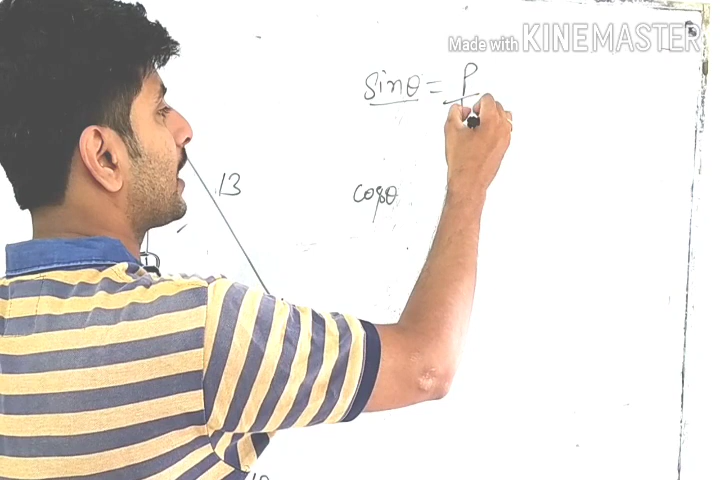 Made with KINEMASTER
sinθ = P
13
cosθ